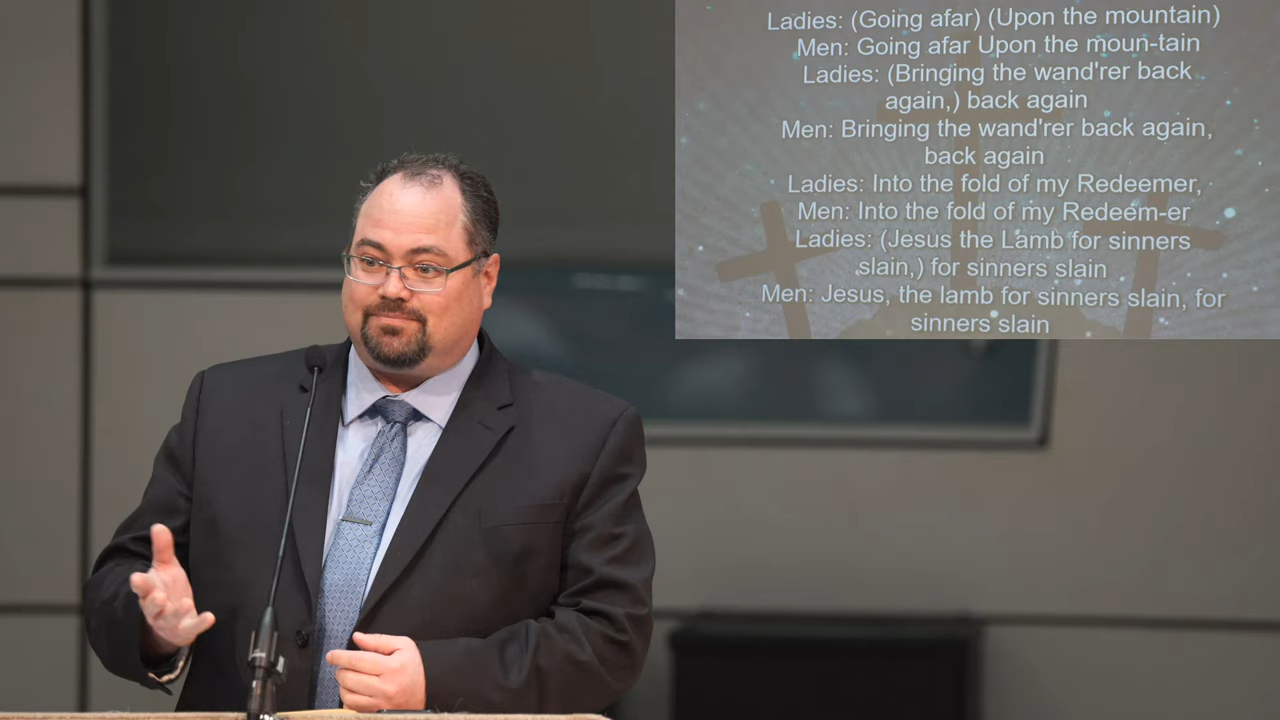 Ladies: (Going afar) (Upon the mountain)
Men: Going afar Upon the moun-tain
Ladies: (Bringing the wand'rer back
again,) back again
Men: Bringing the wand'rer back again,
back again
Ladies: Into the fold of my Redeemer,
Men: Into the fold of my Redeem-er
Ladies: (Jesus the Lamb for sinners
slain,) for sinners slain
Men: Jesus, the lamb for sinners slain, for
sinners slain